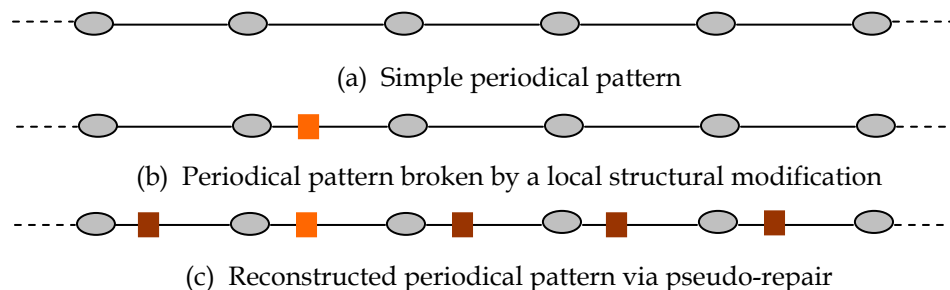 (a) Simple periodical pattern
(b) Periodical pattern broken by a local structural modification
(c) Reconstructed periodical pattern via pseudo-repair